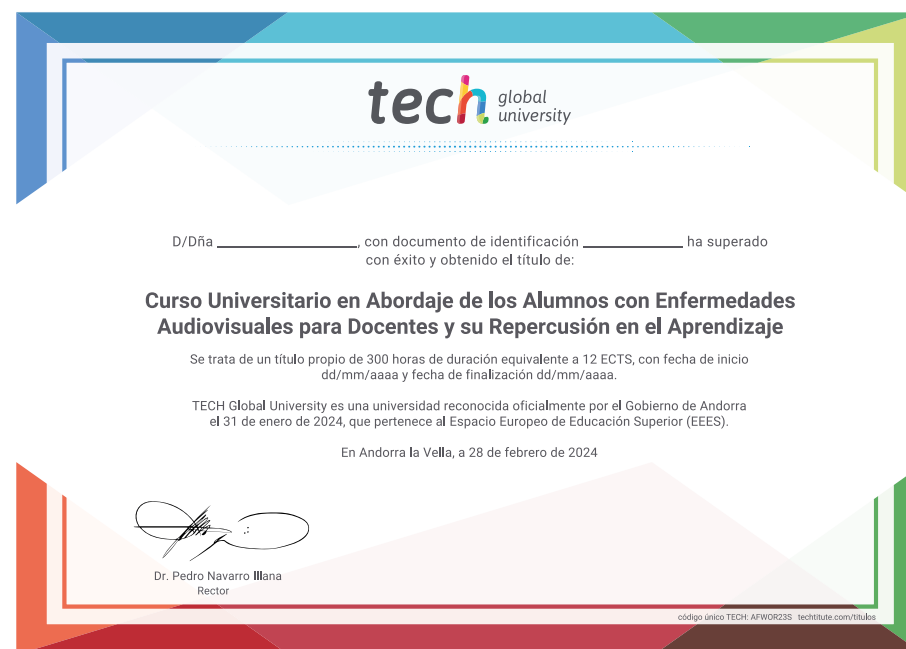 tech global university
D/Dña ____________, con documento de identificación ____________ ha superado
con éxito y obtenido el título de:
Curso Universitario en Abordaje de los Alumnos con Enfermedades
Audiovisuales para Docentes y su Repercusión en el Aprendizaje
Se trata de un título propio de 300 horas de duración equivalente a 12 ECTS, con fecha de inicio
dd/mm/aaaa y fecha de finalización dd/mm/aaaa.
TECH Global University es una universidad reconocida oficialmente por el Gobierno de Andorra
el 31 de enero de 2024, que pertenece al Espacio Europeo de Educación Superior (EEES).
En Andorra la Vella, a 28 de febrero de 2024
Dr. Pedro Navarro Illana
Rector
código único TECH: AFWOR23S techtitute.com/titulos